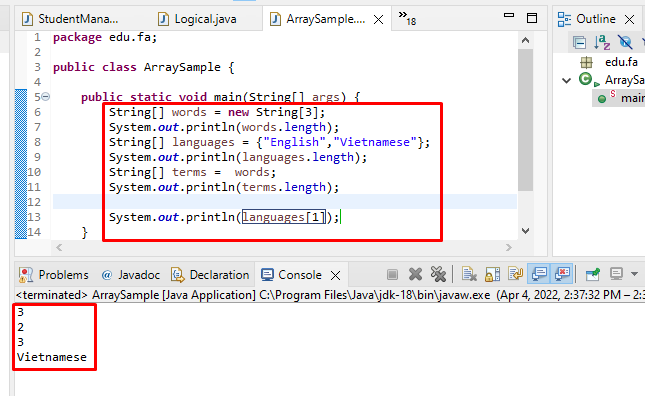 StudentMana... Logical.java ArraySample.... »18 Outline
1 package edu.fa;
2
3 public class ArraySample {
4
5 public static void main(String[] args) {
6 String[] words = new String[3];
7 System.out.println(words.length);
8 String[] languages = {"English","Vietnamese"};
9 System.out.println(languages.length);
10 String[] terms =  words;
11 System.out.println(terms.length);
12
13 System.out.println(languages[1]);
14 }
edu.fa
ArraySa
S main
Problems @ Javadoc Declaration Console
<terminated> ArraySample [Java Application] C:\Program Files\Java\jdk-18\bin\javaw.exe (Apr 4, 2022, 2:37:32 PM – 2:3
3
2
3
Vietnamese